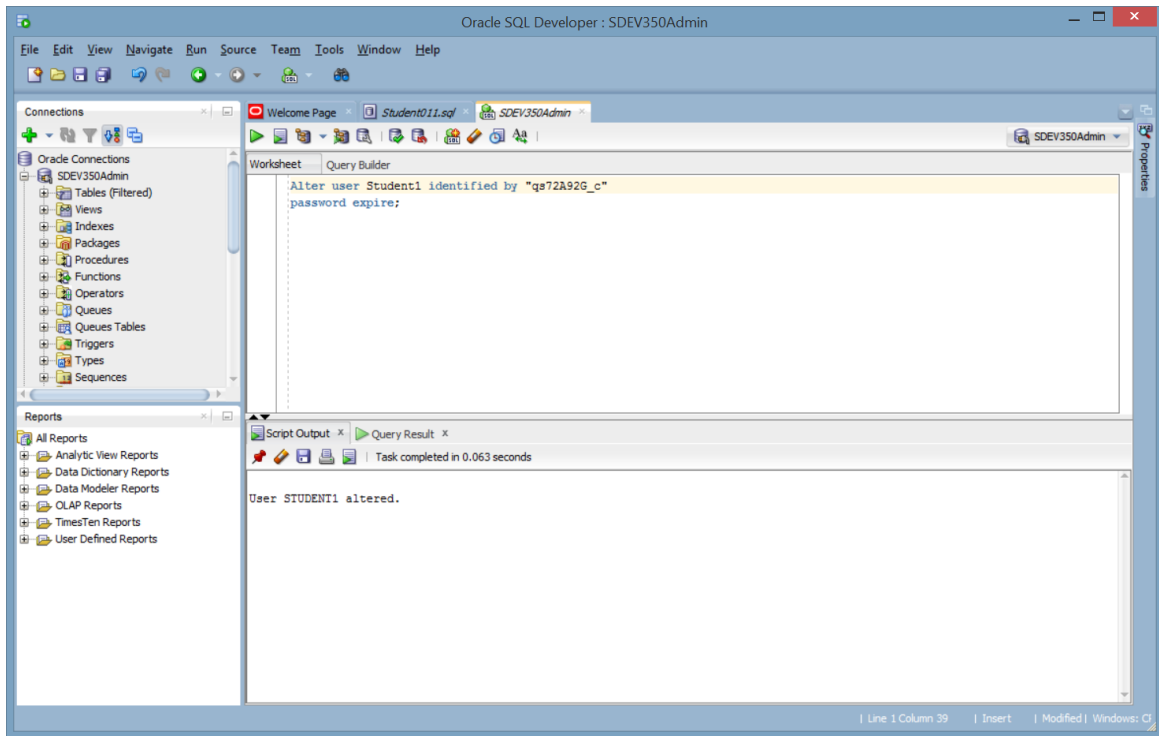 Oracle SQL Developer : SDEV350Admin
File Edit View Navigate Run Source Team Tools Window Help
Connections
Oracle Connections
SDEV350Admin
Tables (Filtered)
Views
Indexes
Packages
Procedures
Functions
Operators
Queues
Queues Tables
Triggers
Types
Sequences
Reports
All Reports
Analytic View Reports
Data Dictionary Reports
Data Modeler Reports
OLAP Reports
TimesTen Reports
User Defined Reports
Welcome Page Student011.sql SDEV350Admin
SDEV350Admin
Worksheet Query Builder
Alter user Student1 identified by "qs72A92G_c"
password expire;
Script Output x Query Result x
Task completed in 0.063 seconds
User STUDENT1 altered.
Properties
| Line 1 Column 39 | Insert | Modified | Windows: C